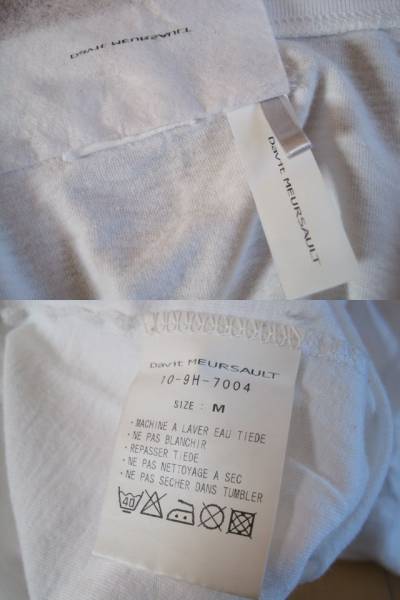 Davit MEURSAULT
Davit MEURSAULT
Davit MEURSAULT
10-9H-7004
SIZE : M
・MACHINE A LAVER EAU TIEDE
・NE PAS BLANCHIR
・REPASSER TIEDE
・NE PAS NETTOYAGE A SEC
・NE PAS SECHER DANS TUMBLER
40